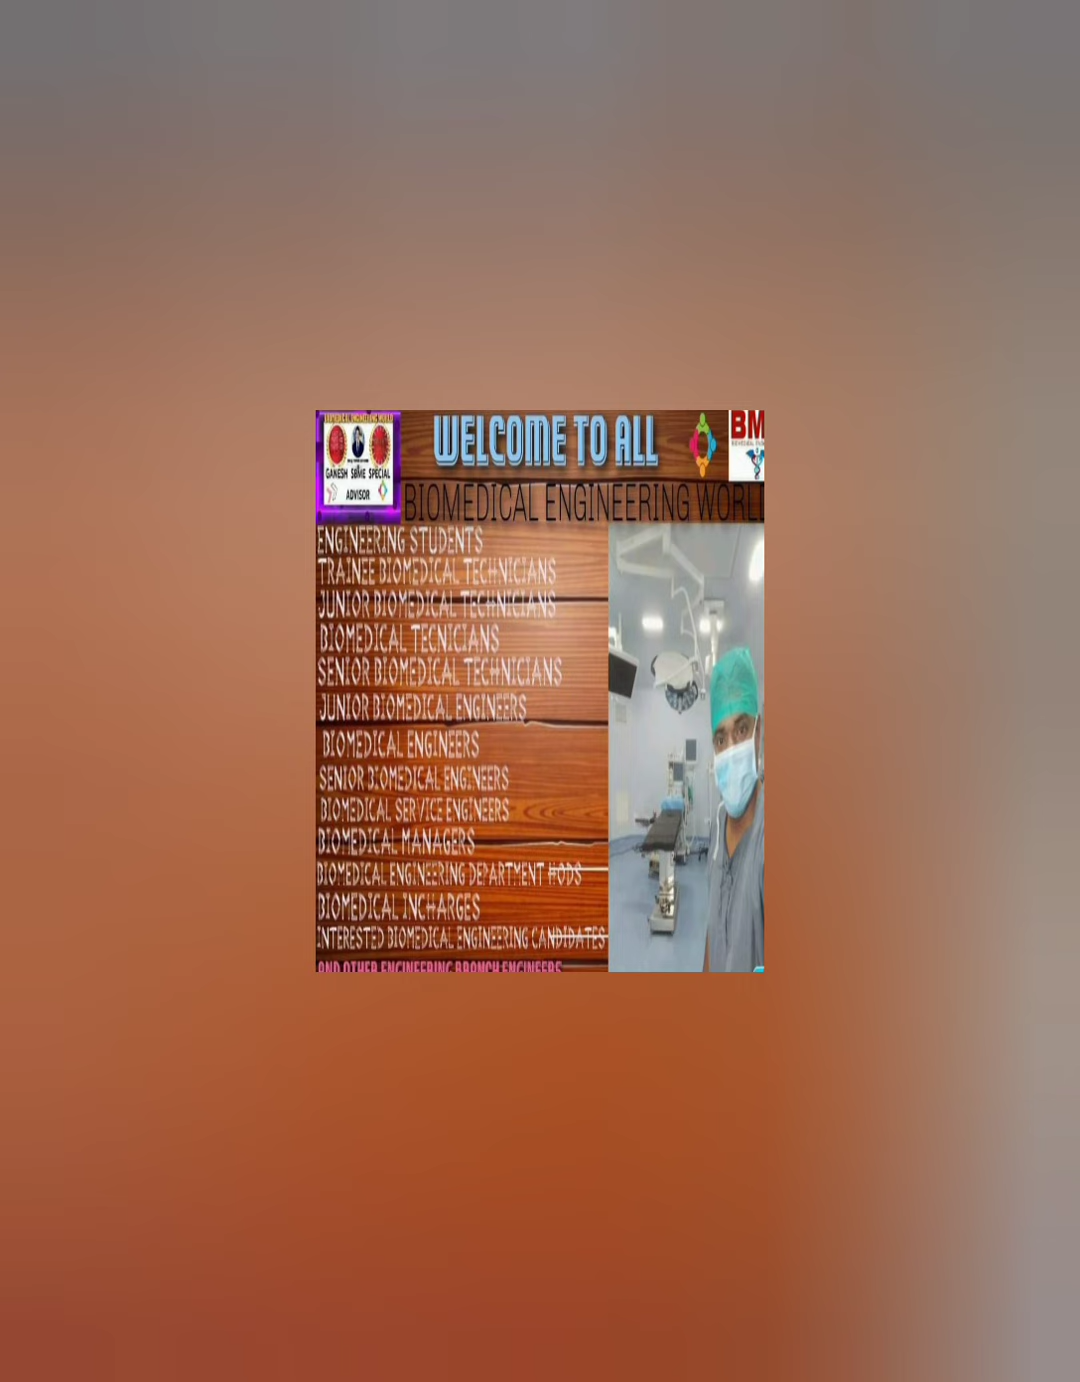 WELCOME TO ALL
BM
GANESH SBME SPECIAL
ADVISOR
BIOMEDICAL ENGINEERING WORL
ENGINEERING STUDENTS
TRAINEE BIOMEDICAL TECHNICIANS
JUNIOR BIOMEDICAL TECHNICIANS
BIOMEDICAL TECNICIANS
SENIOR BIOMEDICAL TECHNICIANS
JUNIOR BIOMEDICAL ENGINEERS
BIOMEDICAL ENGINEERS
SENIOR BIOMEDICAL ENGINEERS
BIOMEDICAL SERVICE ENGINEERS
BIOMEDICAL MANAGERS
BIOMEDICAL ENGINEERING DEPARTMENT HODS
BIOMEDICAL INCHARGES
INTERESTED BIOMEDICAL ENGINEERING CANDIDATES
AND OTHER ENGINEERING BRANCH ENGINEERS